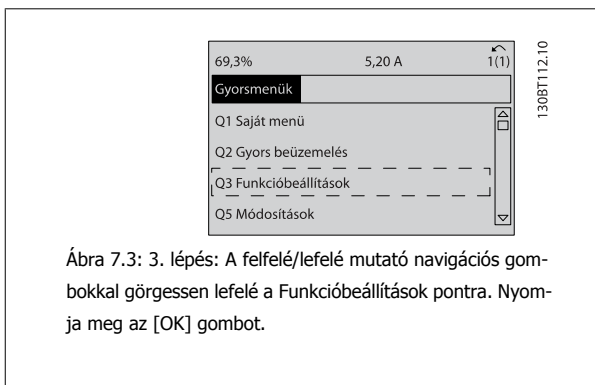 69,3%
5,20 A
1(1)
Gyorsmenük
Q1 Saját menü
Q2 Gyors beüzemelés
Q3 Funkcióbeállítások
Q5 Módosítások
130BT112.10
Ábra 7.3: 3. lépés: A felfelé/lefelé mutató navigációs gom-
bokkal görgessen lefelé a Funkcióbeállítások pontra. Nyom-
ja meg az [OK] gombot.